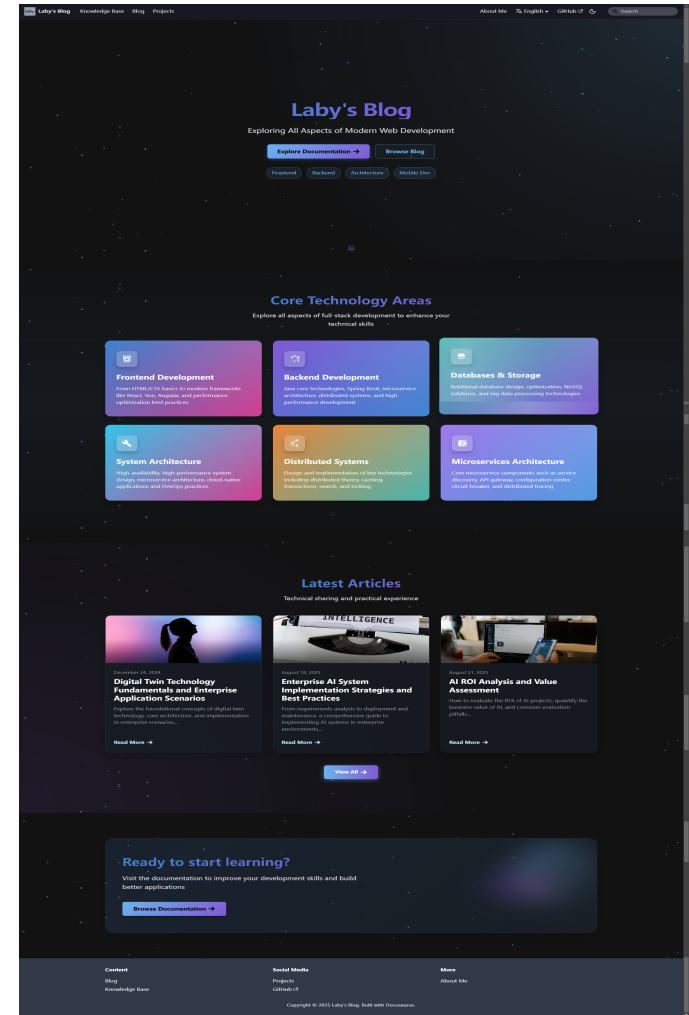 Laby's Blog Knowledge Base Blog Projects About Me English GitHub Search
Laby's Blog
Exploring All Aspects of Modern Web Development
Explore Documentation → Browse Blog
Frontend Backend Architecture Mobile Dev
Core Technology Areas
Explore all aspects of full-stack development to enhance your
technical skills
Frontend Development
From HTML/CSS basics to modern frameworks
like React, Vue, Angular, and performance
optimization best practices
Backend Development
Java core technologies, Spring Boot, microservice
architecture, distributed systems, and high-
performance development
Databases & Storage
Relational database design, optimization, NoSQL
solutions, and big data processing technologies
System Architecture
High-availability, high-performance system
design, microservice architecture, cloud-native
applications and DevOps practices
Distributed Systems
Design and implementation of key technologies
including distributed theory, caching,
transactions, search, and locking
Microservices Architecture
Core microservice components such as service
discovery, API gateway, configuration center,
circuit breaker, and distributed tracing
Latest Articles
Technical sharing and practical experience
December 24, 2024
Digital Twin Technology
Fundamentals and Enterprise
Application Scenarios
Explore the foundational concepts of digital twin
technology, core architecture, and implementation
in enterprise scenarios...
Read More →
INTELLIGENCE
August 18, 2025
Enterprise AI System
Implementation Strategies and
Best Practices
From requirements analysis to deployment and
maintenance, a comprehensive guide to
implementing AI systems in enterprise
environments...
Read More →
August 21, 2025
AI ROI Analysis and Value
Assessment
How to evaluate the ROI of AI projects, quantify the
business value of AI, and common evaluation
pitfalls...
Read More →
View All →
Ready to start learning?
Visit the documentation to improve your development skills and build
better applications
Browse Documentation →
Content
Blog
Knowledge Base
Social Media
Projects
GitHub
More
About Me
Copyright © 2025 Laby's Blog. Built with Docusaurus.